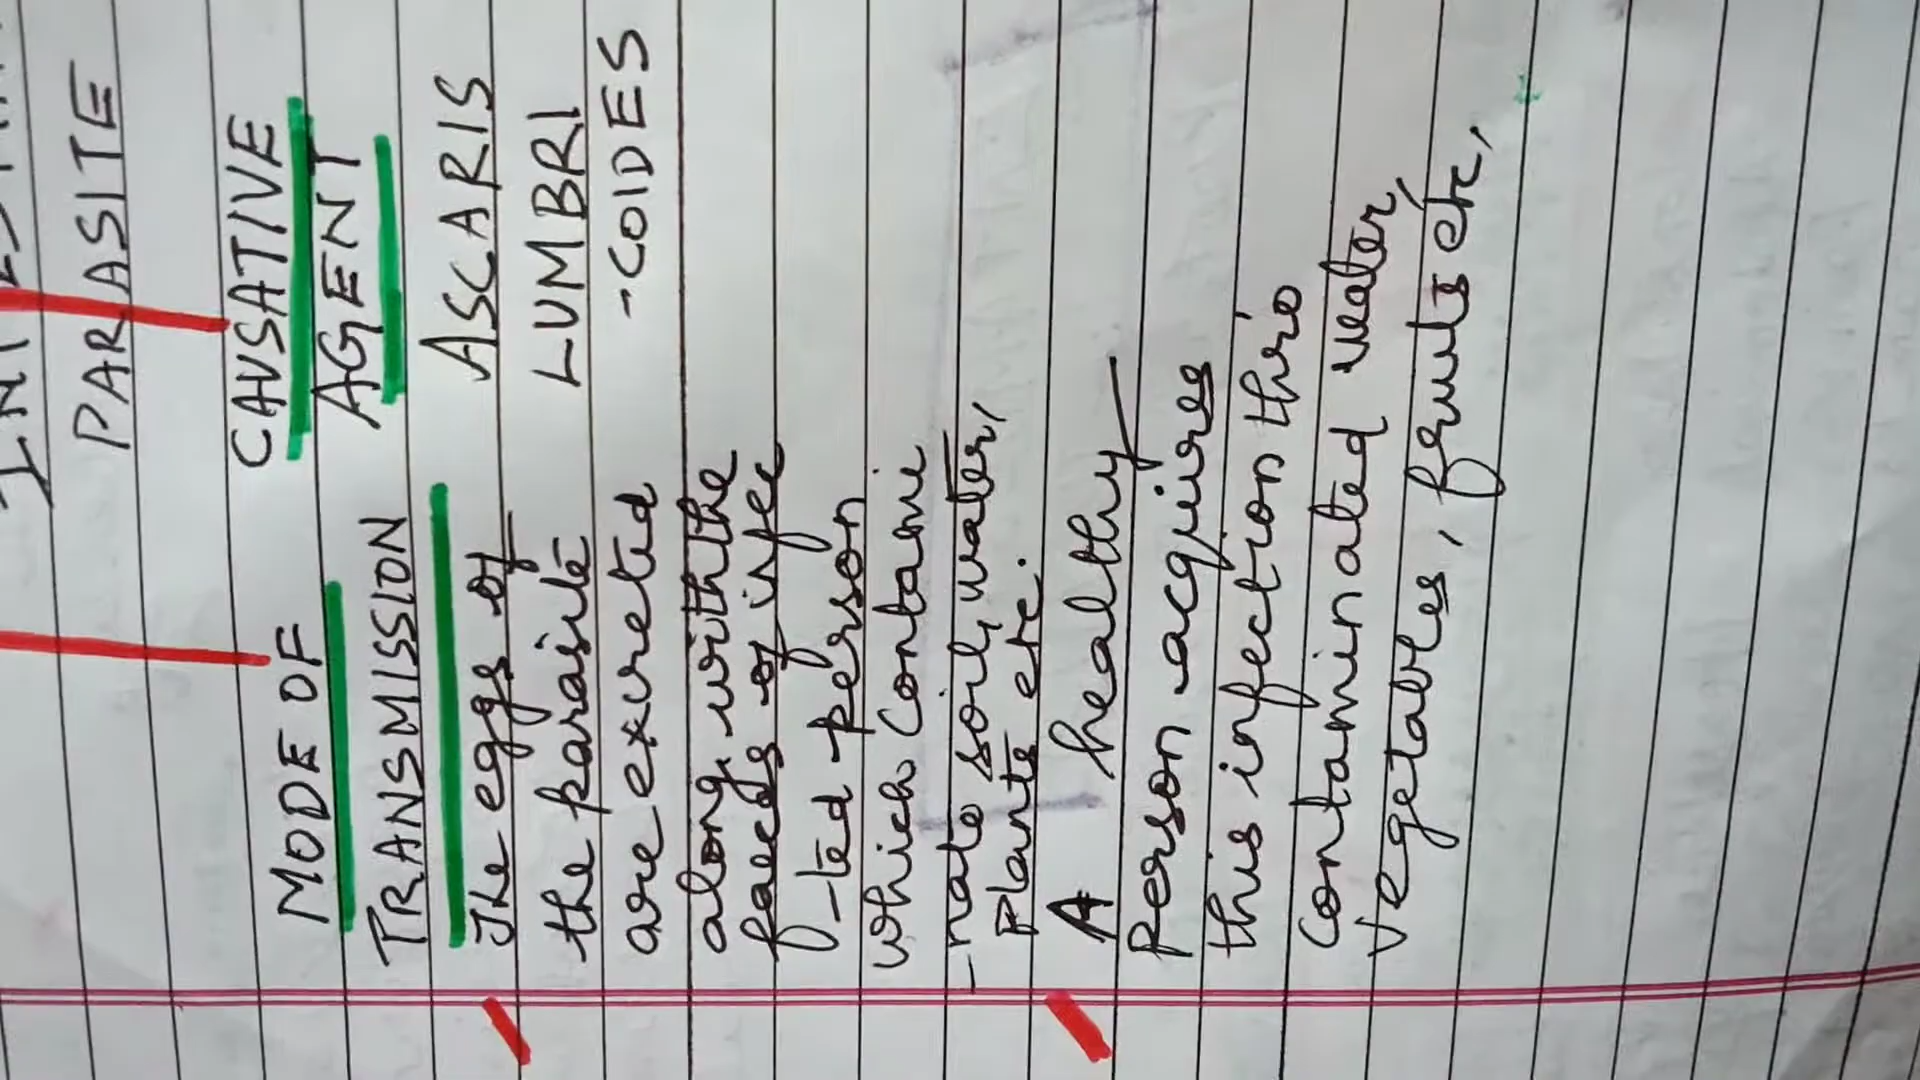 PARASITE
CAUSATIVE
AGENT
ASCARIS
LUMBRI
-COIDES
MODE OF
TRANSMISSION
The eggs of
the parasite
are excreted
along with the
faeces of infec
-ted person
which contami
-nate soil, water,
Plants etc.
A healthy
Person acquires
this infection thro
contaminated water,
Vegetables, fruits etc,